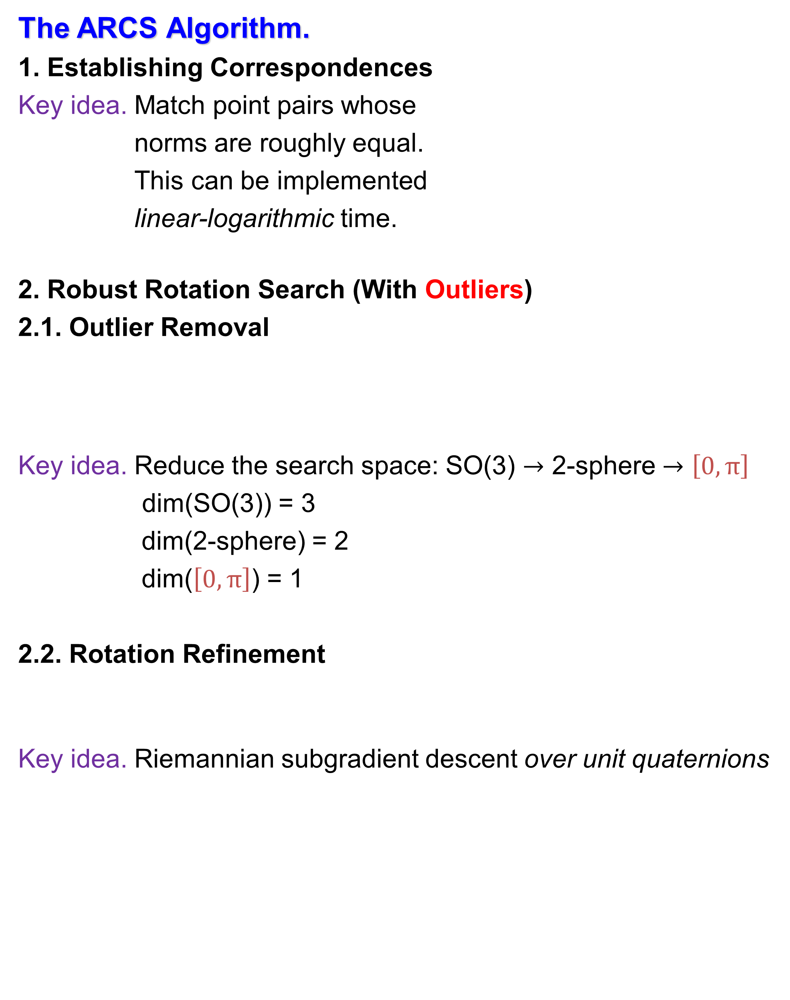 The ARCS Algorithm.
1. Establishing Correspondences
Key idea. Match point pairs whose
norms are roughly equal.
This can be implemented
linear-logarithmic time.
2. Robust Rotation Search (With Outliers)
2.1. Outlier Removal
Key idea. Reduce the search space: SO(3) → 2-sphere → [0, π]
dim(SO(3)) = 3
dim(2-sphere) = 2
dim([0, π]) = 1
2.2. Rotation Refinement
Key idea. Riemannian subgradient descent over unit quaternions